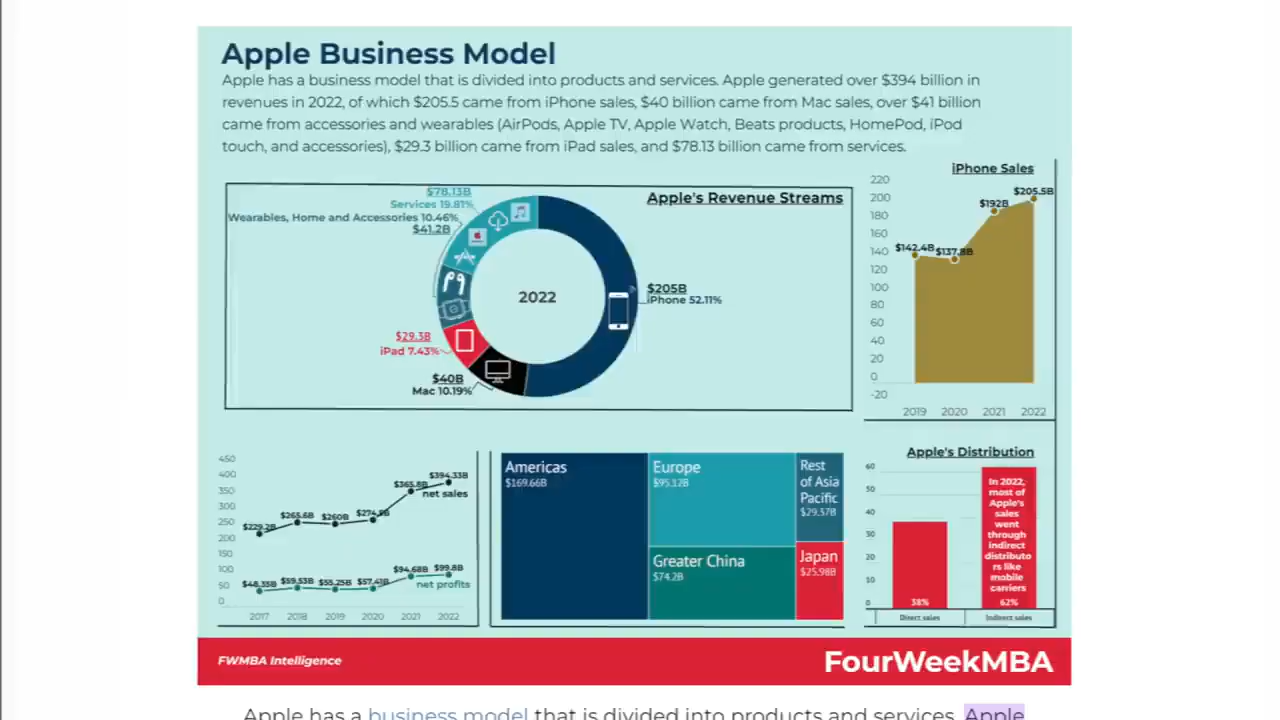 Apple Business Model
Apple has a business model that is divided into products and services. Apple generated over $394 billion in
revenues in 2022, of which $205.5 came from iPhone sales, $40 billion came from Mac sales, over $41 billion
came from accessories and wearables (AirPods, Apple TV, Apple Watch, Beats products, HomePod, iPod
touch, and accessories), $29.3 billion came from iPad sales, and $78.13 billion came from services.
Apple's Revenue Streams
$78.13B
Services 19.81%
Wearables, Home and Accessories 10.46%
$41.2B
2022
$205B
iPhone 52.11%
$29.3B
iPad 7.43%
$40B
Mac 10.19%
iPhone Sales
220
200
180
160
140
120
100
80
60
40
20
0
-20
$142.4B
$137.8B
$192B
$205.5B
2019 2020 2021 2022
450
400
350
300
250
200
150
100
50
0
$229.2B
$265.6B
$260B
$274.5B
$365.8B
$394.33B
net sales
$48.35B
$59.53B
$55.25B
$57.41B
$94.68B
$99.8B
net profits
2017 2018 2019 2020 2021 2022
Americas
$169.66B
Europe
$95.12B
Greater China
$74.2B
Rest
of Asia
Pacific
$29.37B
Japan
$25.98B
Apple's Distribution
60
50
40
30
20
10
0
In 2022,
most of
Apple's
sales
went
through
indirect
distributo
rs like
mobile
carriers
38%
62%
Direct sales
Indirect sales
FWMBA Intelligence
FourWeekMBA
Apple has a business model that is divided into products and services. Apple